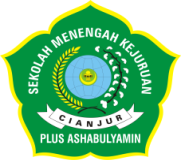 SEKOLAH MENENGAH KEJURUAN
CIANJUR
PLUS ASHABULYAMIN